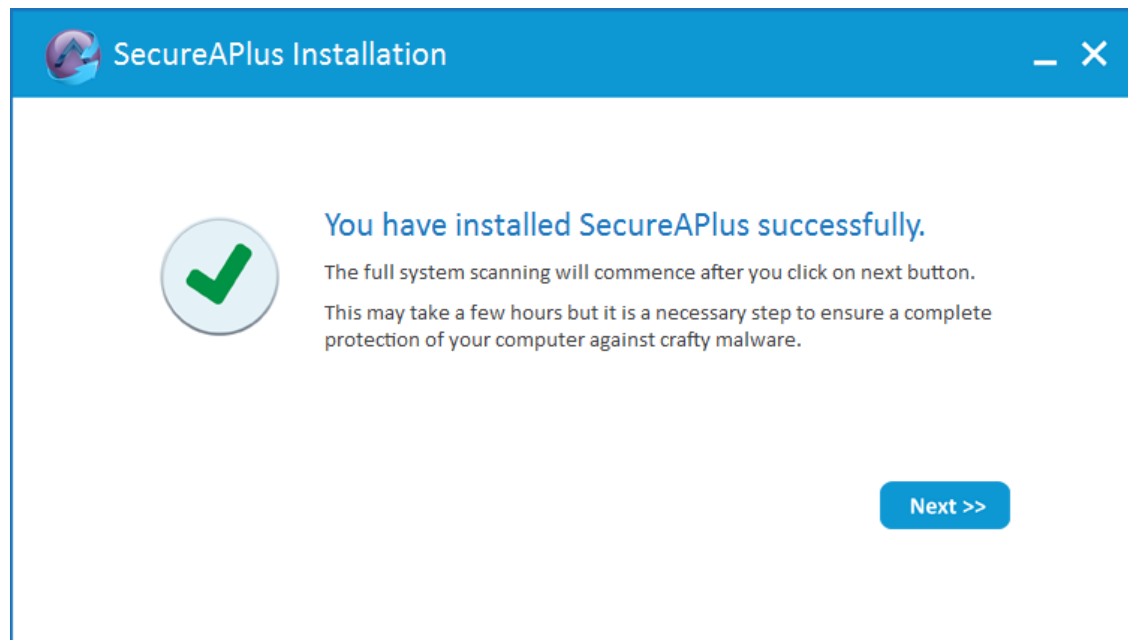 SecureAPlus Installation
You have installed SecureAPlus successfully.
The full system scanning will commence after you click on next button.
This may take a few hours but it is a necessary step to ensure a complete
protection of your computer against crafty malware.
Next >>